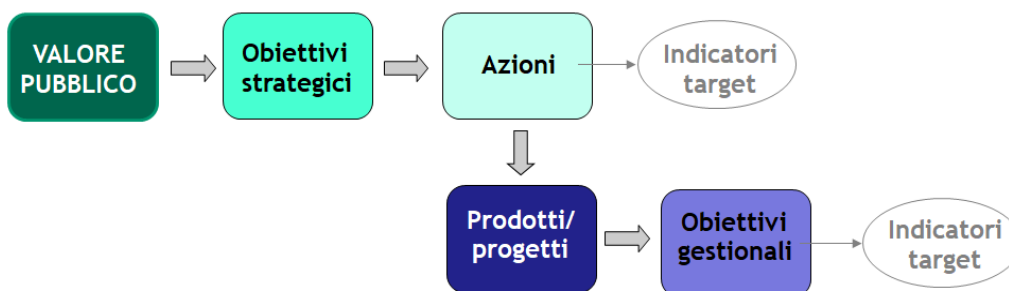 VALORE
PUBBLICO
Obiettivi
strategici
Azioni
Indicatori
target
Prodotti/
progetti
Obiettivi
gestionali
Indicatori
target